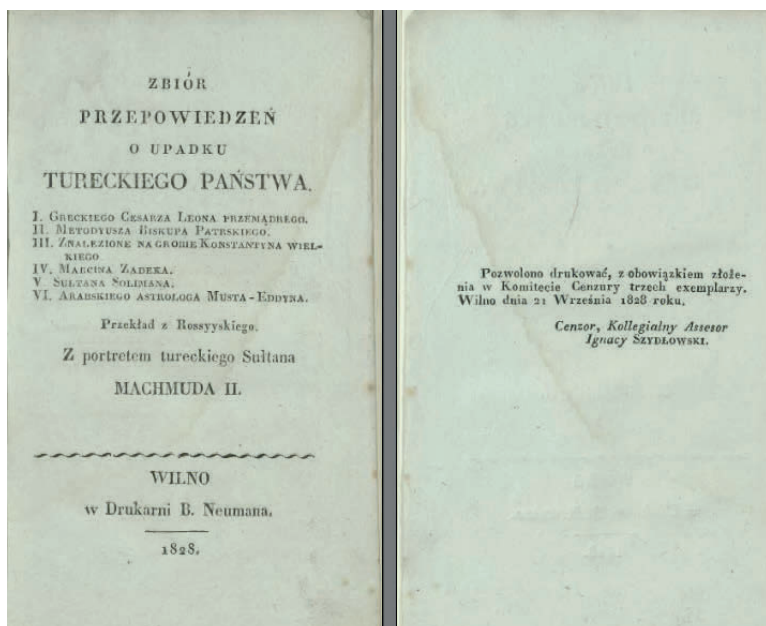 ZBIÓR
PRZEPOWIEDZEŃ
O UPADKU
TURECKIEGO PAŃSTWA.
I. GRECKIEGO CESARZA LEONA PRZEMĄDREGO.
II. METODYUSZA BISKUPA PATRSKIEGO.
III. ZNALEZIONE NA GROBIE KONSTANTYNA WIEL-
KIEGO
IV. MARCINA ZADEKA.
V. SUŁTANA SOLIMANA.
VI. ARABSKIEGO ASTROLOGA MUSTA-EDDYNA.
Przekład z Rossyyskiego.
Z portretem tureckiego Sułtana
MACHMUDA II.
WILNO
w Drukarni B. Neumana.
1828.
Pozwolono drukować, z obowiązkiem złoże-
nia w Komitecie Cenzury trzech exemplarzy.
Wilno dnia 21 Września 1828 roku.
Cenzor, Kollegialny Assesor
Ignacy SZYDŁOWSKI.